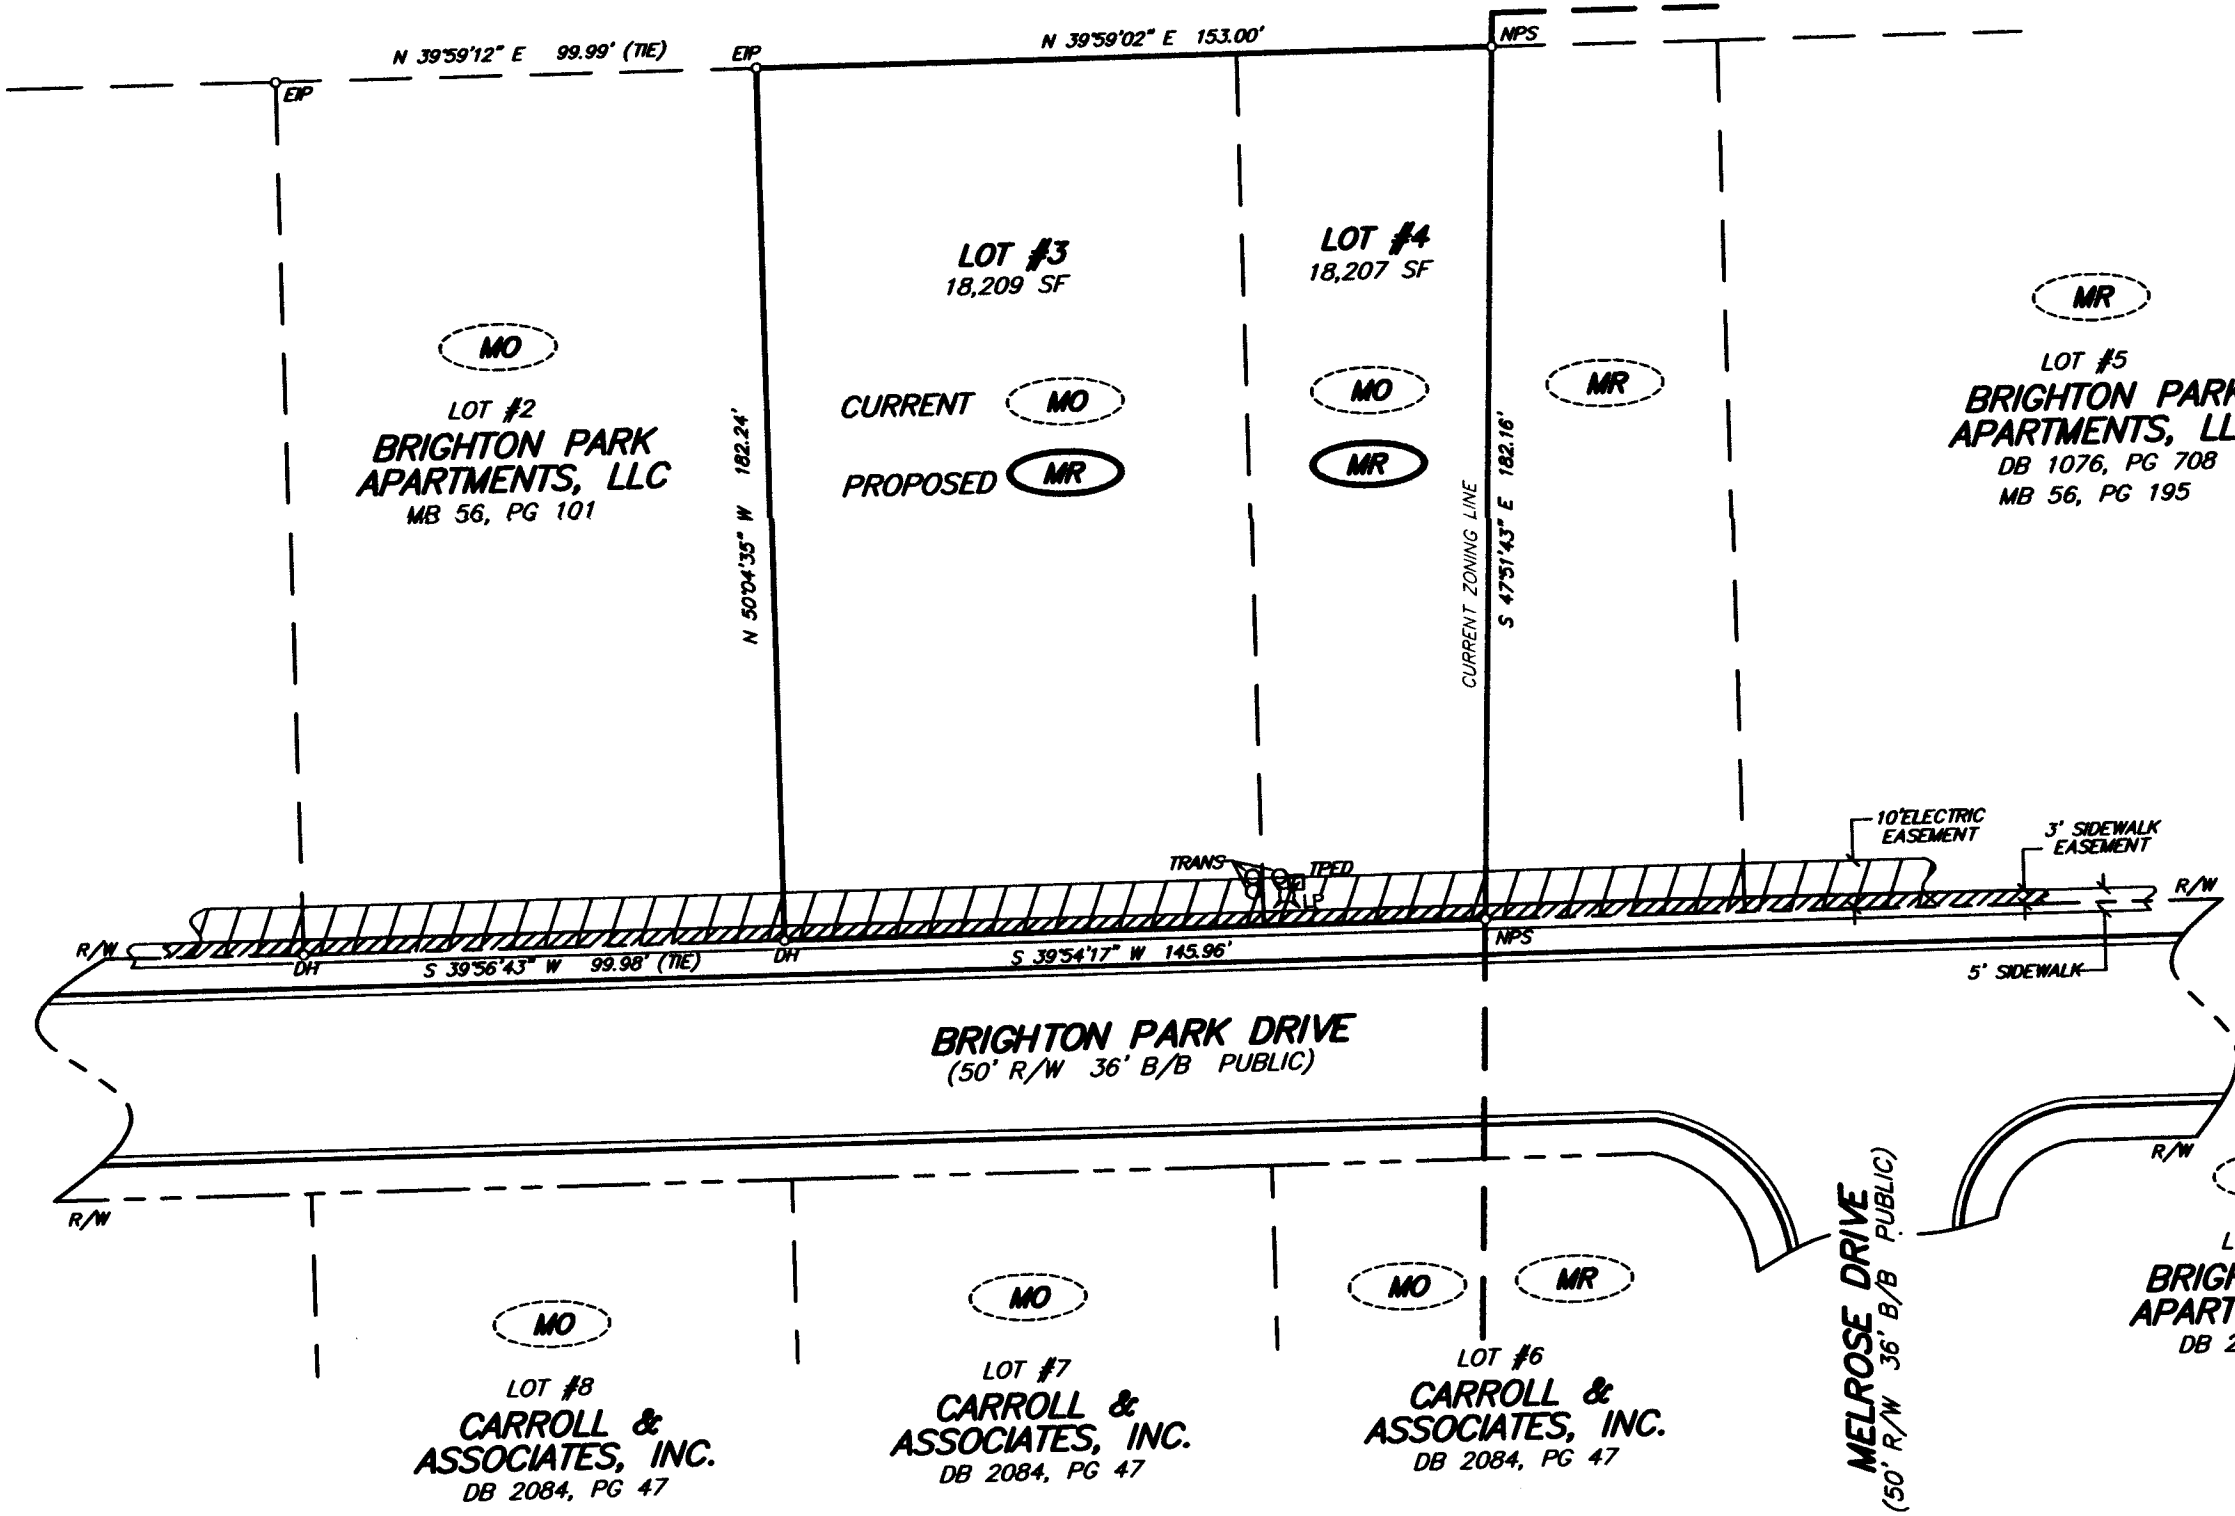 N 39°59'12" E 99.99' (TIE)
EIP
EIP
N 39°59'02" E 153.00'
NPS
LOT #3
18,209 SF
LOT #4
18,207 SF
MO
LOT #2
BRIGHTON PARK
APARTMENTS, LLC
MB 56, PG 101
N 50°04'35" W 182.24'
CURRENT MO
PROPOSED MR
MO
MR
CURRENT ZONING LINE
S 47°51'43" E 182.16'
MR
MR
LOT #5
BRIGHTON PARK
APARTMENTS, LL
DB 1076, PG 708
MB 56, PG 195
TRANS
TPED
LP
10'ELECTRIC
EASEMENT
3' SIDEWALK
EASEMENT
R/W
R/W
DH
S 39°56'43" W 99.98' (TIE)
DH
S 39°54'17" W 145.96'
NPS
5' SIDEWALK
BRIGHTON PARK DRIVE
(50' R/W 36' B/B PUBLIC)
R/W
R/W
MELROSE DRIVE
(50' R/W 36' B/B PUBLIC)
MO
LOT #8
CARROLL &
ASSOCIATES, INC.
DB 2084, PG 47
MO
LOT #7
CARROLL &
ASSOCIATES, INC.
DB 2084, PG 47
MO
MR
LOT #6
CARROLL &
ASSOCIATES, INC.
DB 2084, PG 47
L
BRIGH
APART
DB 2